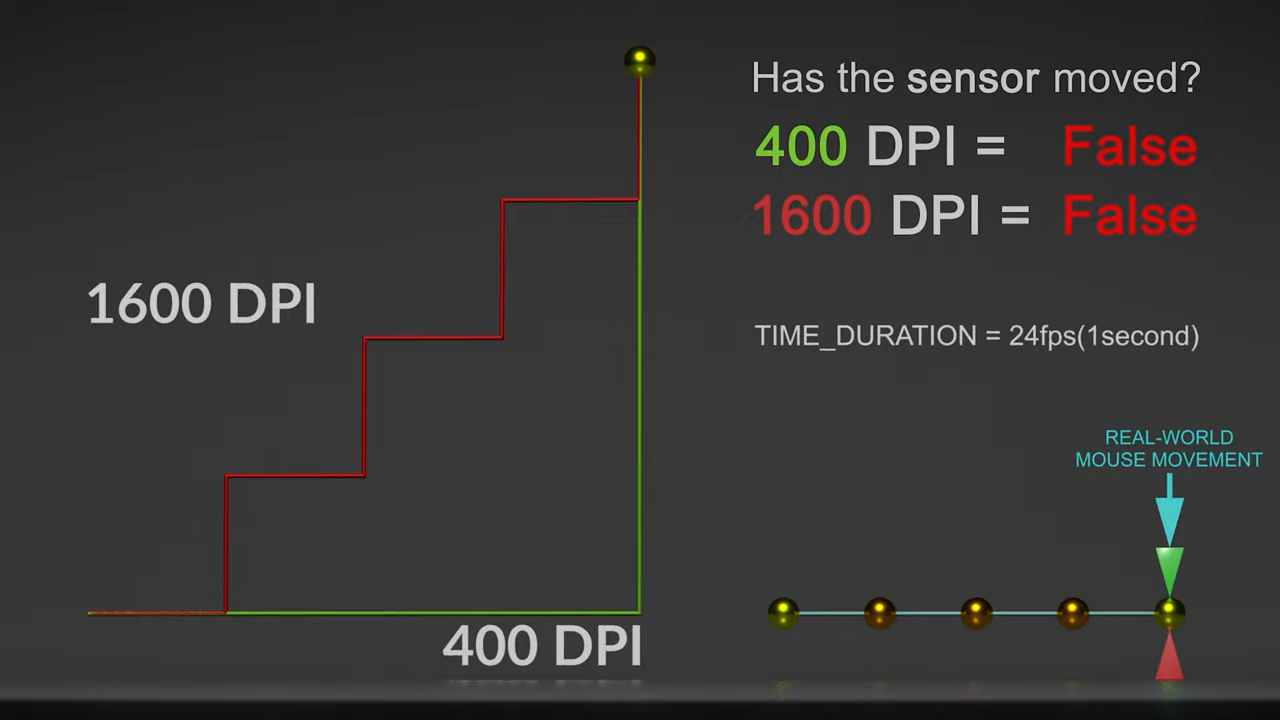 Has the sensor moved?
400 DPI = False
1600 DPI = False
1600 DPI
TIME_DURATION = 24fps(1second)
REAL-WORLD
MOUSE MOVEMENT
400 DPI